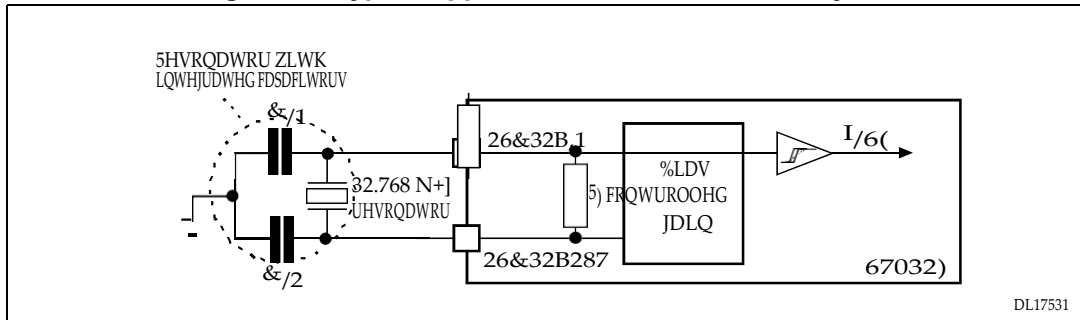 5HVRQDWRU ZLWK
LQWHJUDWHG FDSDFLWRUV
&/1
26&32B,1
I/6(
%LDV
32.768 N+]
5) FRQWUROOHG
UHVRQDWRU
JDLQ
26&32B287
&/2
67032)
DL17531